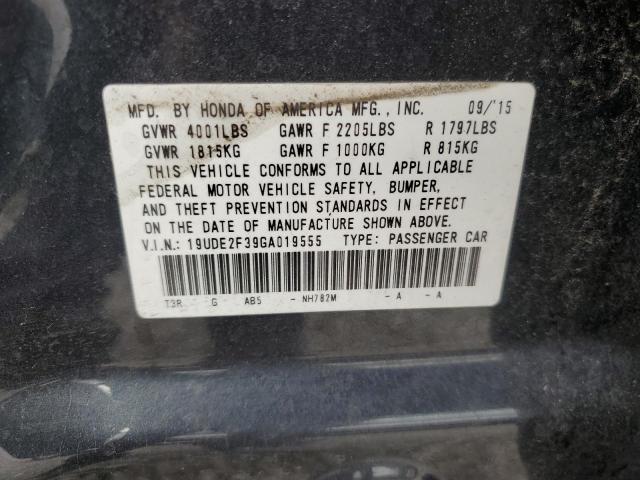 MFD. BY HONDA OF AMERICA MFG., INC. 09/'15
GVWR 4001LBS GAWR F 2205LBS R 1797LBS
GVWR 1815KG GAWR F 1000KG R 815KG
THIS VEHICLE CONFORMS TO ALL APPLICABLE
FEDERAL MOTOR VEHICLE SAFETY, BUMPER,
AND THEFT PREVENTION STANDARDS IN EFFECT
ON THE DATE OF MANUFACTURE SHOWN ABOVE.
V.I.N.: 19UDE2F39GA019555 TYPE: PASSENGER CAR
T3R G AB5 - NH782M - A - A